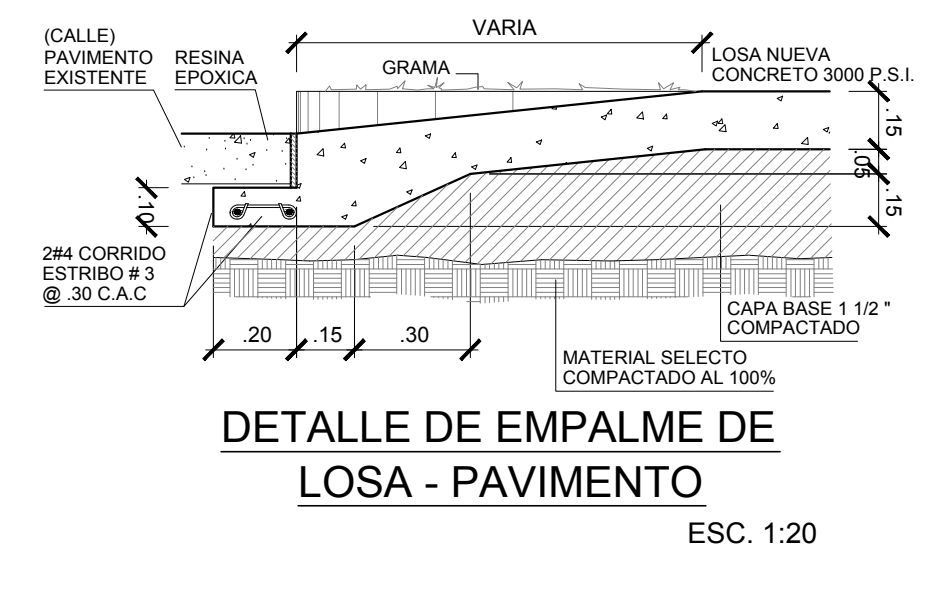 VARIA
(CALLE)
PAVIMENTO
EXISTENTE
RESINA
EPOXICA
GRAMA
LOSA NUEVA
CONCRETO 3000 P.S.I.
.15
.05
.15
.10
2#4 CORRIDO
ESTRIBO # 3
@ .30 C.A.C
.20
.15
.30
CAPA BASE 1 1/2 "
COMPACTADO
MATERIAL SELECTO
COMPACTADO AL 100%
DETALLE DE EMPALME DE
LOSA - PAVIMENTO
ESC. 1:20